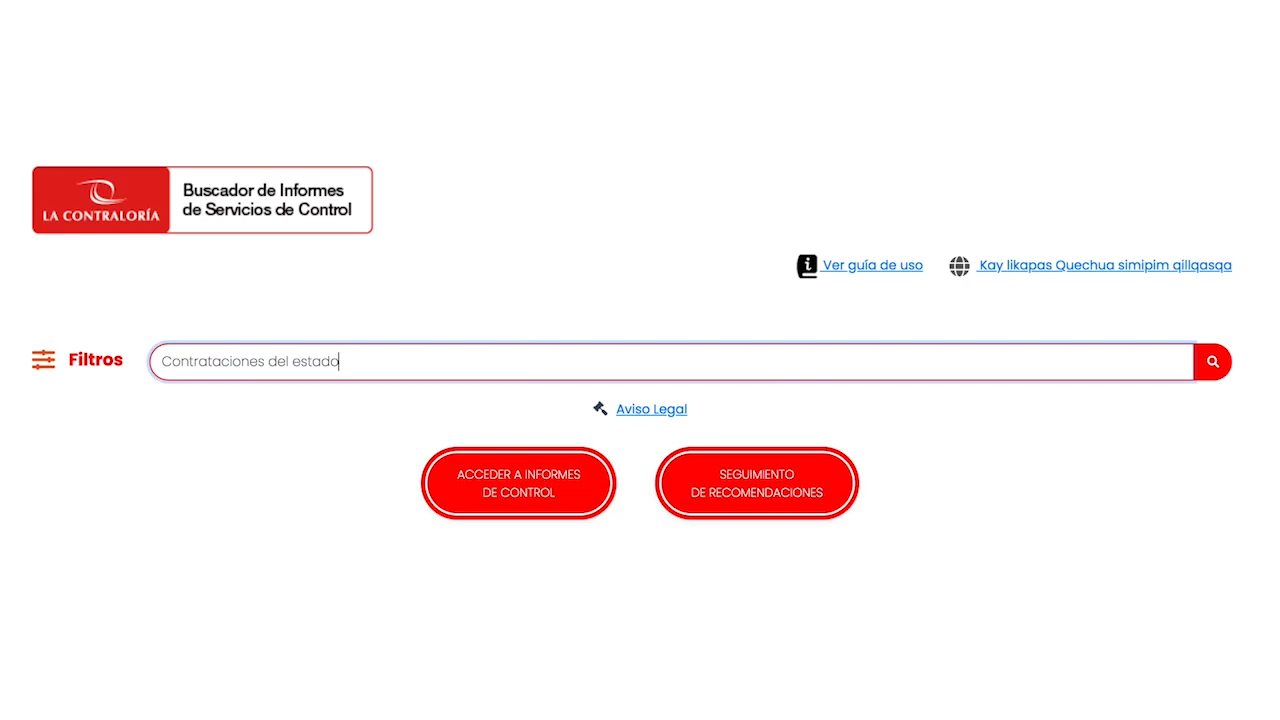 LA CONTRALORÍA
Buscador de Informes
de Servicios de Control
Ver guía de uso
Kay likapas Quechua simipim qillqasqa
Filtros
Contrataciones del estado
Aviso Legal
ACCEDER A INFORMES
DE CONTROL
SEGUIMIENTO
DE RECOMENDACIONES